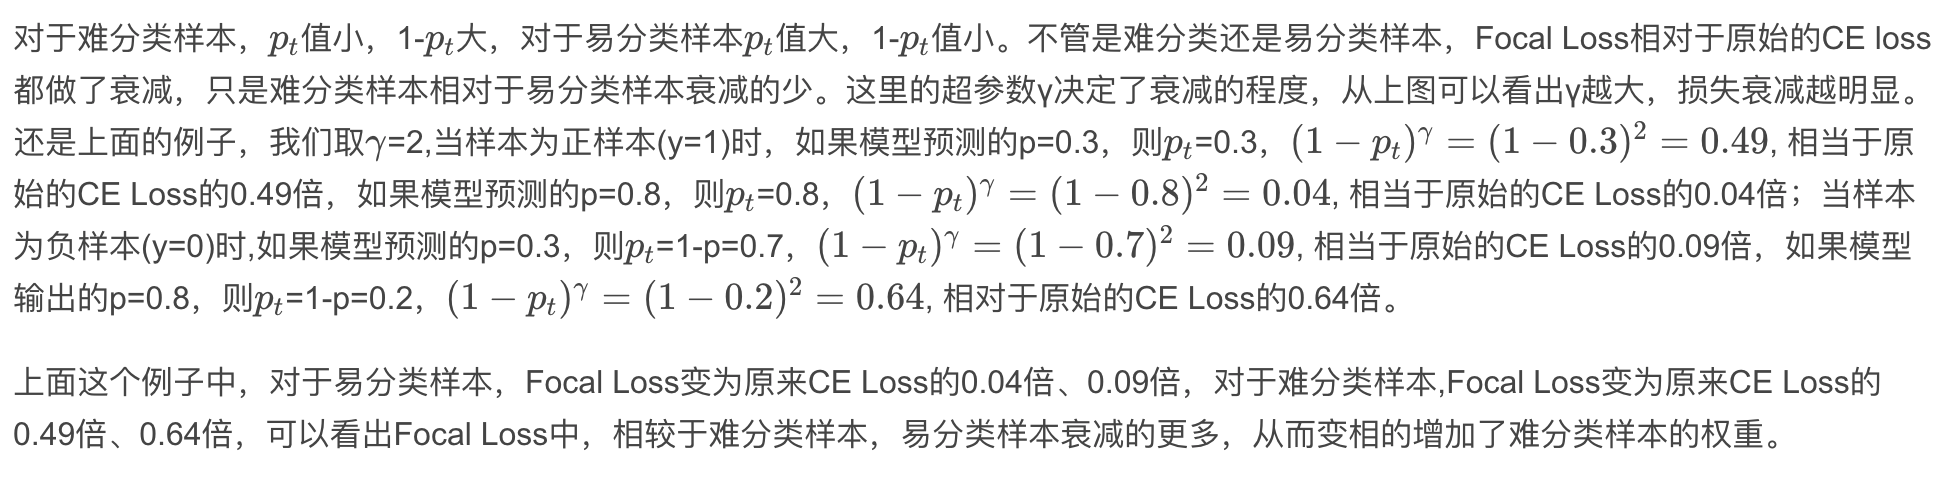 对于难分类样本，$p_t$值小，1-$p_t$大，对于易分类样本$p_t$值大，1-$p_t$值小。不管是难分类还是易分类样本，Focal Loss相对于原始的CE loss
都做了衰减，只是难分类样本相对于易分类样本衰减的少。这里的超参数γ决定了衰减的程度，从上图可以看出γ越大，损失衰减越明显。
还是上面的例子，我们取$\gamma$=2,当样本为正样本(y=1)时，如果模型预测的p=0.3，则$p_t$=0.3，$(1-p_t)^\gamma=(1-0.3)^2=0.49$, 相当于原
始的CE Loss的0.49倍，如果模型预测的p=0.8，则$p_t$=0.8，$(1-p_t)^\gamma=(1-0.8)^2=0.04$, 相当于原始的CE Loss的0.04倍；当样本
为负样本(y=0)时,如果模型预测的p=0.3，则$p_t$=1-p=0.7，$(1-p_t)^\gamma=(1-0.7)^2=0.09$, 相当于原始的CE Loss的0.09倍，如果模型
输出的p=0.8，则$p_t$=1-p=0.2，$(1-p_t)^\gamma=(1-0.2)^2=0.64$, 相对于原始的CE Loss的0.64倍。
上面这个例子中，对于易分类样本，Focal Loss变为原来CE Loss的0.04倍、0.09倍，对于难分类样本,Focal Loss变为原来CE Loss的
0.49倍、0.64倍，可以看出Focal Loss中，相较于难分类样本，易分类样本衰减的更多，从而变相的增加了难分类样本的权重。